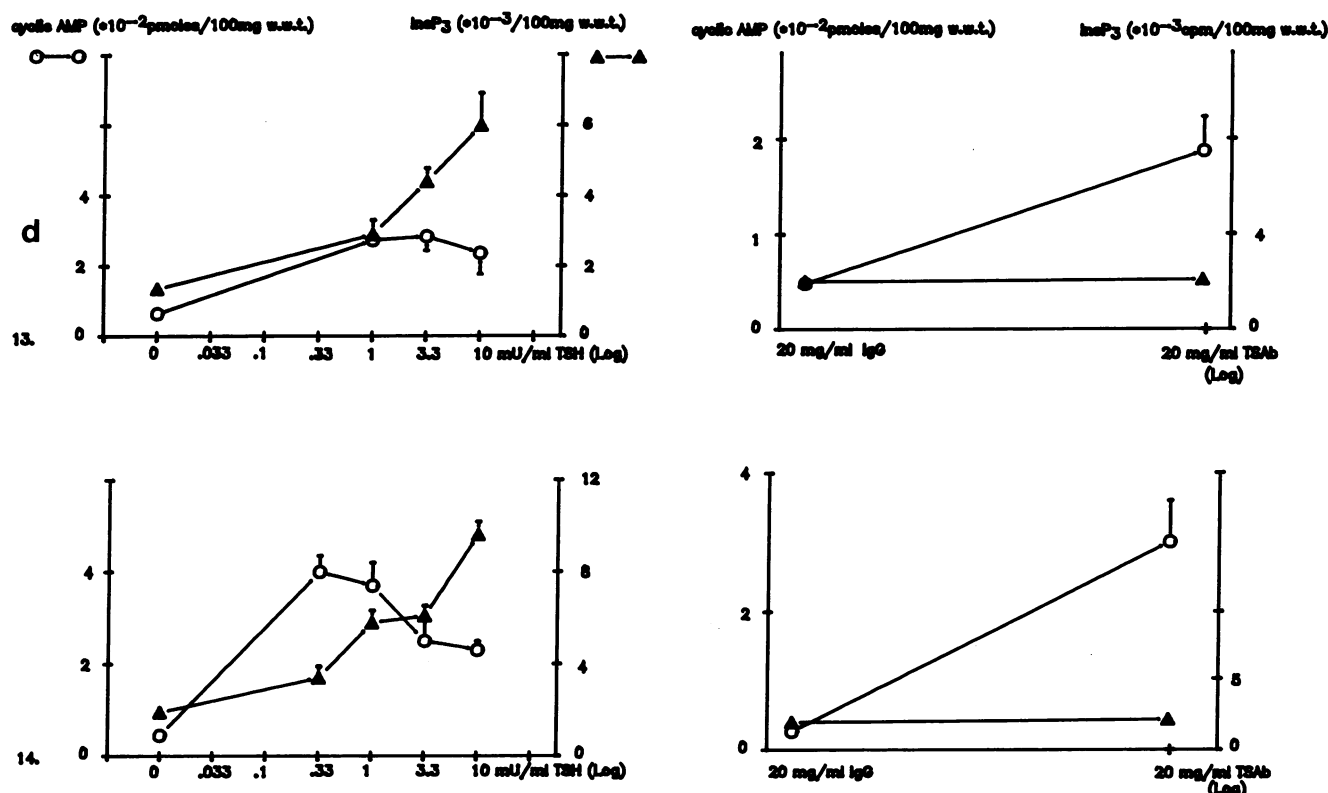 cyclic AMP (*10⁻²pmoles/100mg w.w.t.) insP₃ (*10⁻³/100mg w.w.t.) cyclic AMP (*10⁻²pmoles/100mg w.w.t.) insP₃ (*10⁻³cpm/100mg w.w.t.)
6
2
4 4
d
1 4
2 2
0 0 0 0
13.
0 .033 .1 .33 1 3.3 10 mU/ml TSH (Log) 20 mg/ml IgG 20 mg/ml TSAb
(Log)
12 4
4 8
2
2 4
5
0 0 0 0
14.
0 .033 .1 .33 1 3.3 10 mU/ml TSH (Log) 20 mg/ml IgG 20 mg/ml TSAb
(Log)